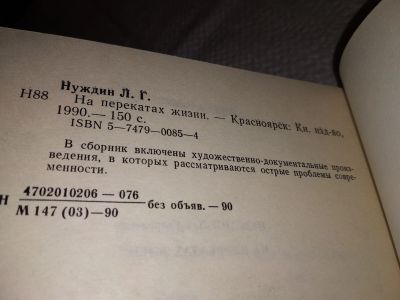 Нуждин Л. Г.
Н88 На перекатах жизни. — Красноярск: Кн. изд-во,
1990.— 150 с.
ISBN 5—7479—0085—4
В сборник включены художественно-документальные произ-
ведения, в которых рассматриваются острые проблемы совре-
менности.
Н 4702010206 —076
М 147 (03)—90 без объяв. — 90